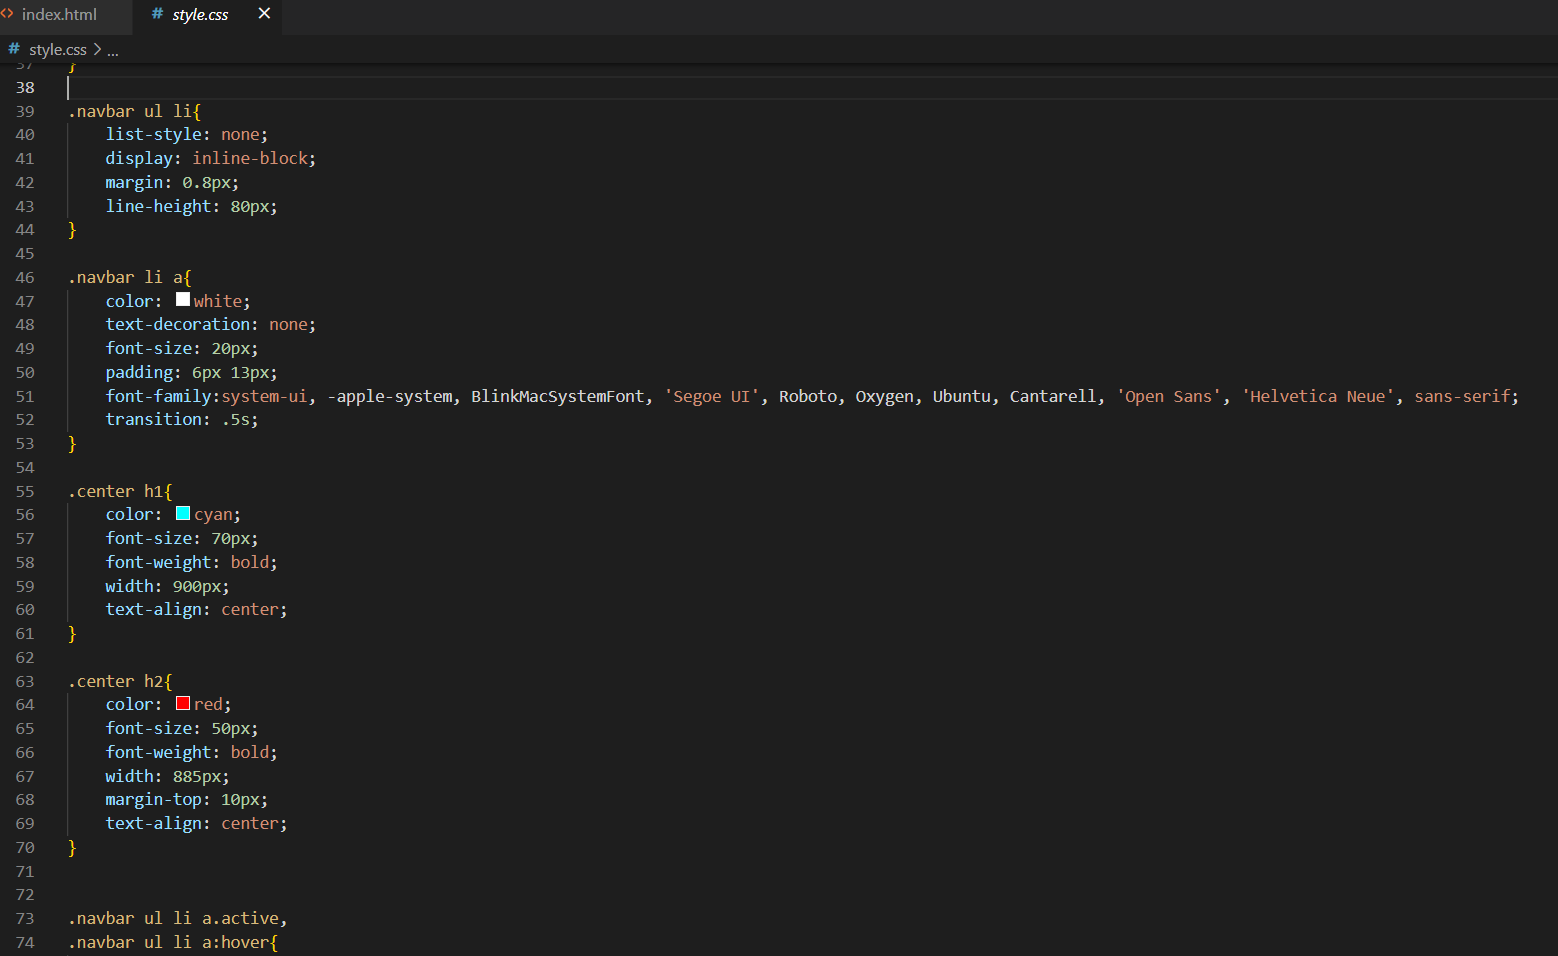 index.html # style.css ✕
# style.css > ...
37 }
38
39 .navbar ul li{
40 list-style: none;
41 display: inline-block;
42 margin: 0.8px;
43 line-height: 80px;
44 }
45
46 .navbar li a{
47 color: white;
48 text-decoration: none;
49 font-size: 20px;
50 padding: 6px 13px;
51 font-family:system-ui, -apple-system, BlinkMacSystemFont, 'Segoe UI', Roboto, Oxygen, Ubuntu, Cantarell, 'Open Sans', 'Helvetica Neue', sans-serif;
52 transition: .5s;
53 }
54
55 .center h1{
56 color: cyan;
57 font-size: 70px;
58 font-weight: bold;
59 width: 900px;
60 text-align: center;
61 }
62
63 .center h2{
64 color: red;
65 font-size: 50px;
66 font-weight: bold;
67 width: 885px;
68 margin-top: 10px;
69 text-align: center;
70 }
71
72
73 .navbar ul li a.active,
74 .navbar ul li a:hover{